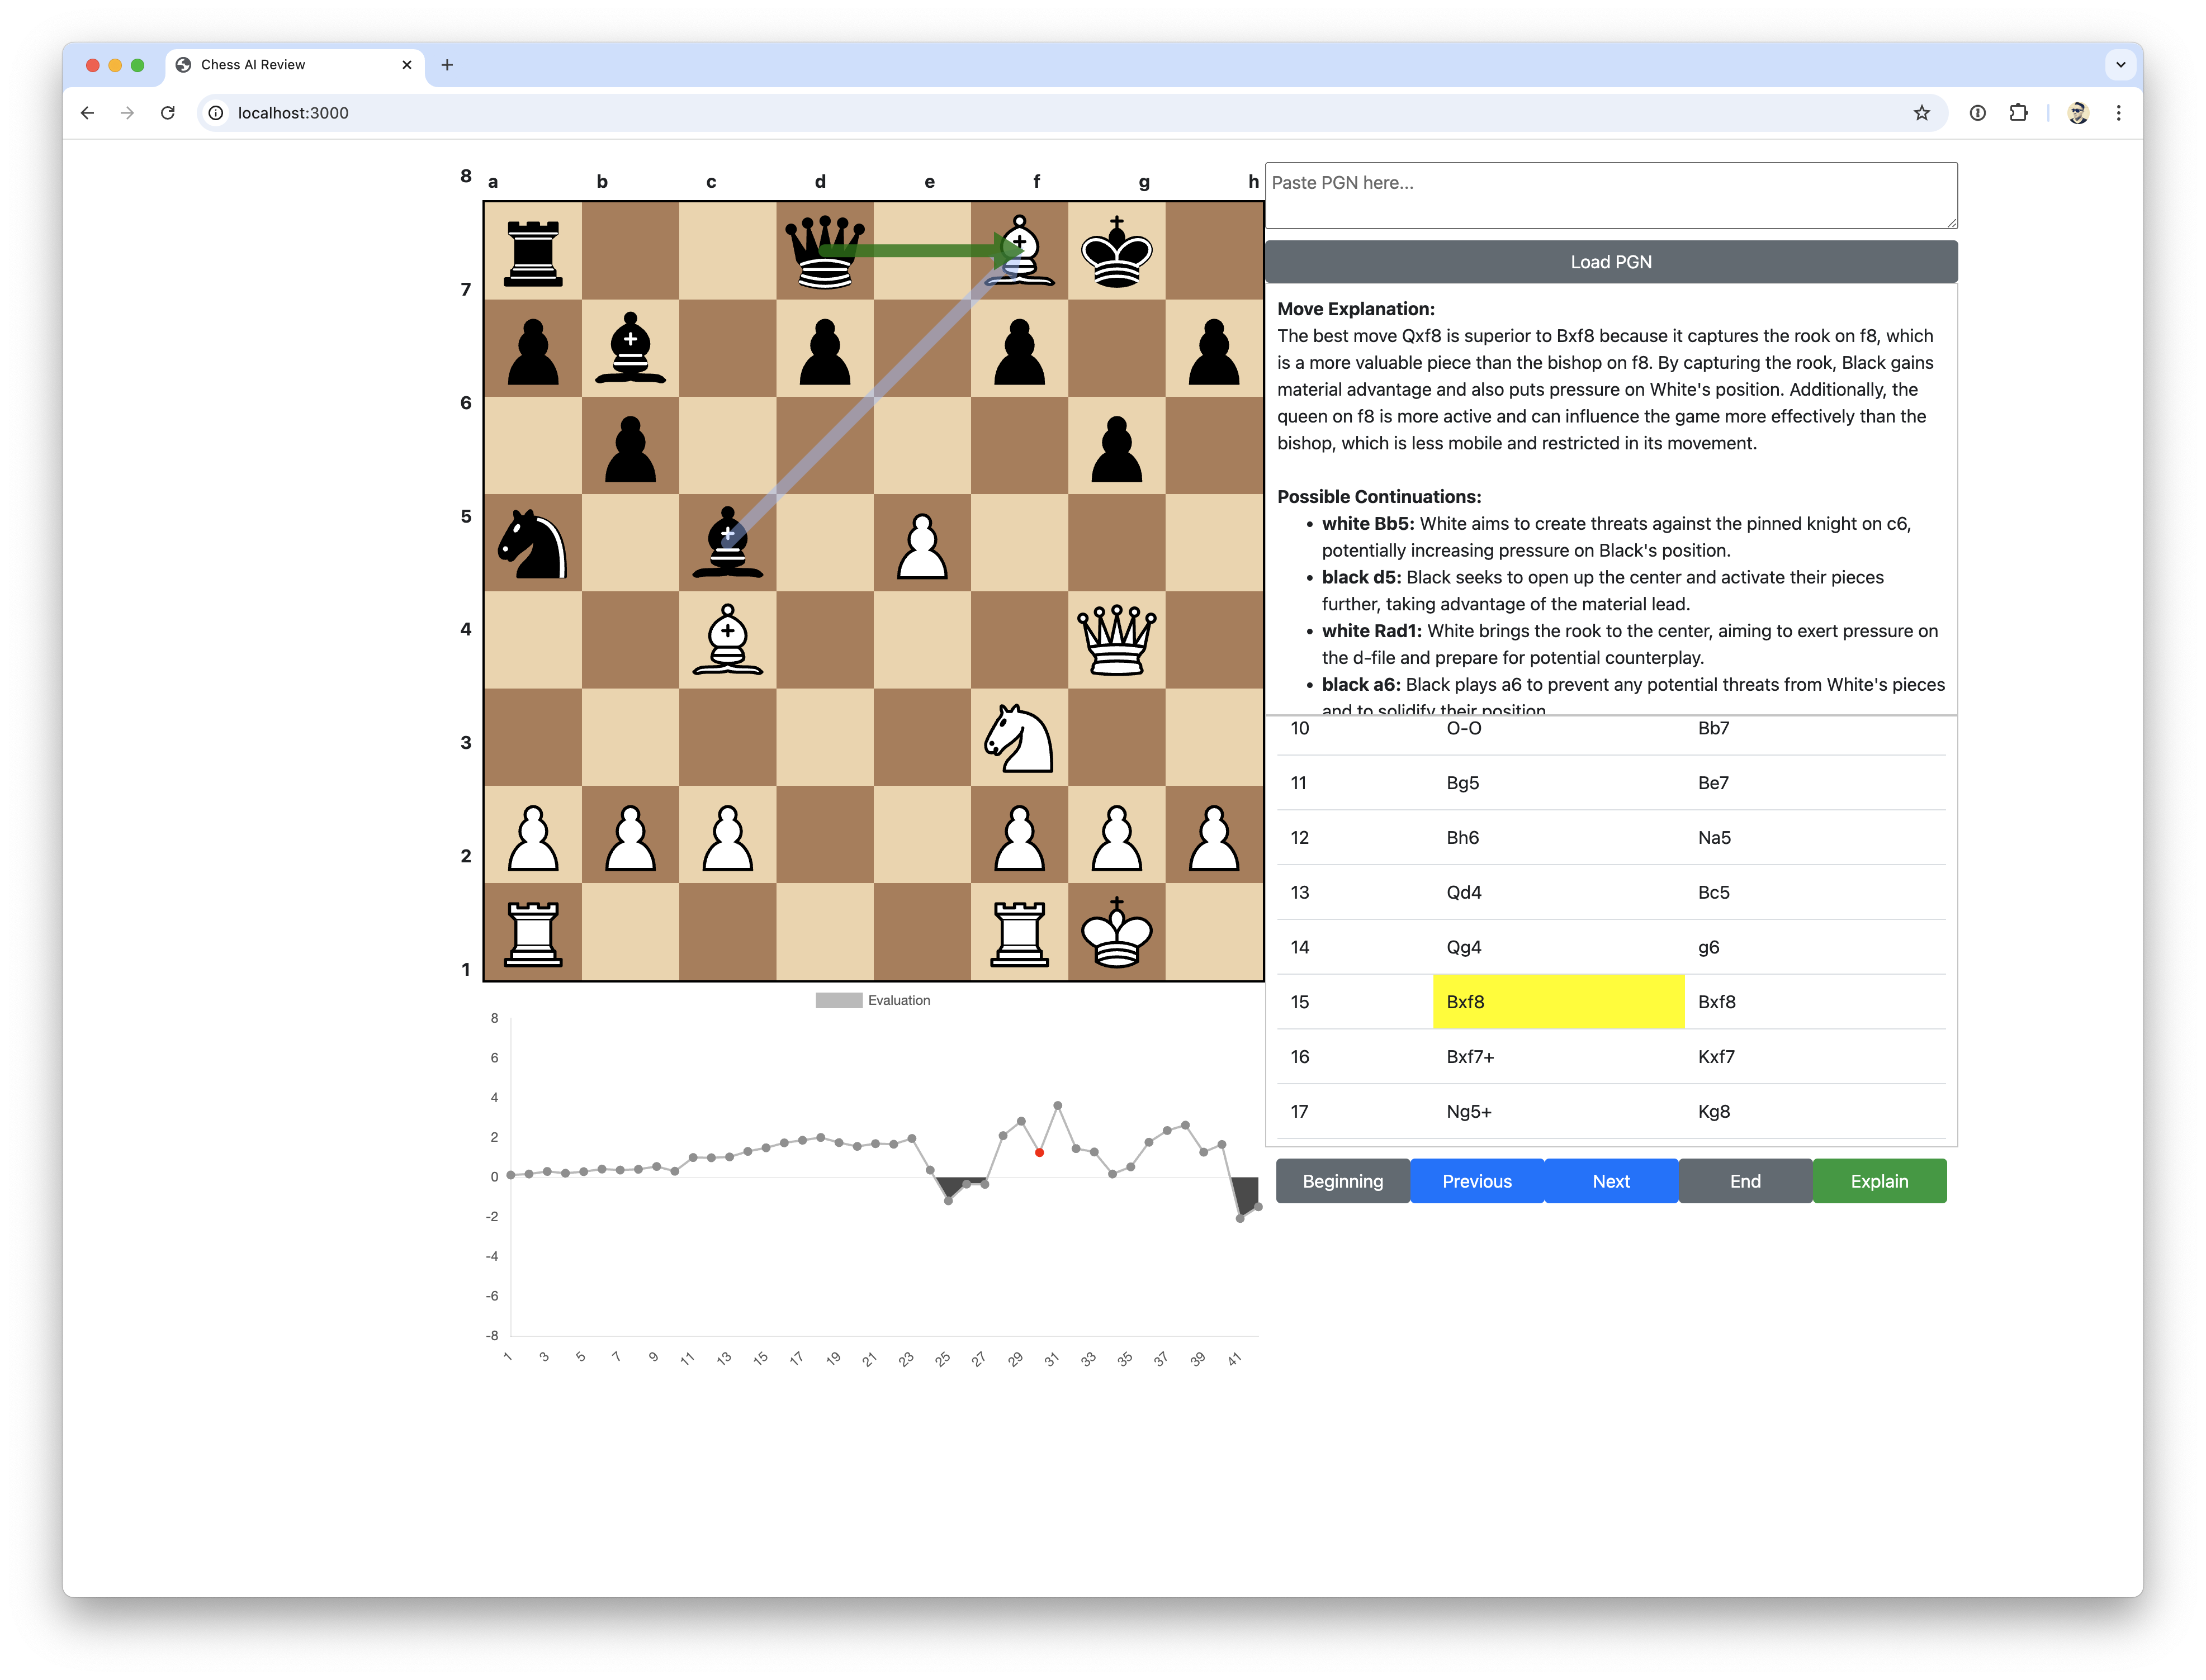 Chess AI Review
localhost:3000
8 a b c d e f g h
7
6
5
4
3
2
1
Paste PGN here...
Load PGN
Move Explanation:
The best move Qxf8 is superior to Bxf8 because it captures the rook on f8, which
is a more valuable piece than the bishop on f8. By capturing the rook, Black gains
material advantage and also puts pressure on White's position. Additionally, the
queen on f8 is more active and can influence the game more effectively than the
bishop, which is less mobile and restricted in its movement.
Possible Continuations:
• white Bb5: White aims to create threats against the pinned knight on c6,
potentially increasing pressure on Black's position.
• black d5: Black seeks to open up the center and activate their pieces
further, taking advantage of the material lead.
• white Rad1: White brings the rook to the center, aiming to exert pressure on
the d-file and prepare for potential counterplay.
• black a6: Black plays a6 to prevent any potential threats from White's pieces
and to solidify their position.
10 O-O Bb7
11 Bg5 Be7
12 Bh6 Na5
13 Qd4 Bc5
14 Qg4 g6
15 Bxf8 Bxf8
16 Bxf7+ Kxf7
17 Ng5+ Kg8
Beginning Previous Next End Explain
Evaluation
8
6
4
2
0
-2
-4
-6
-8
1 3 5 7 9 11 13 15 17 19 21 23 25 27 29 31 33 35 37 39 41